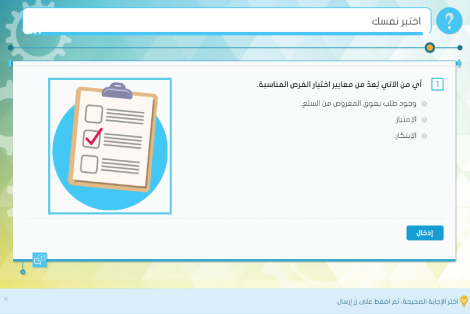 اختبر نفسك
1 أي من الآتي يُعدّ من معايير اختيار الفرص المناسبة.
وجود طلب يفوق المعروض من السلع.
الإمتياز.
الإبتكار.
إدخال
اختر الإجابة الصحيحة، ثم اضغط على زر إرسال.